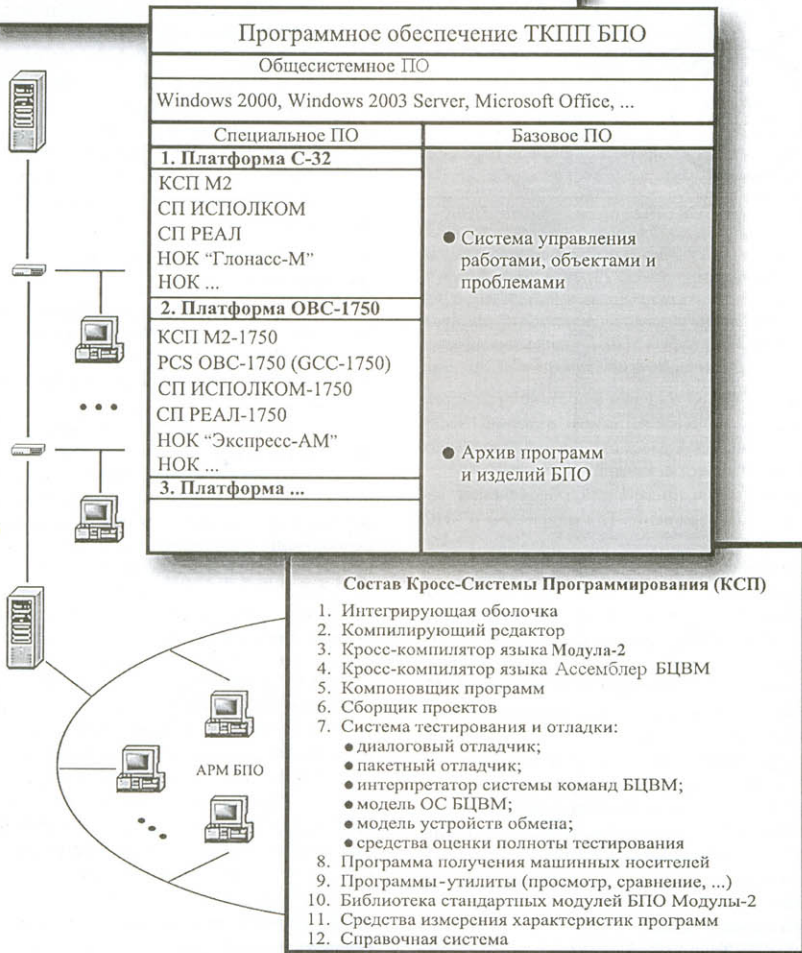 Программное обеспечение ТКПП БПО
Общесистемное ПО
Windows 2000, Windows 2003 Server, Microsoft Office, ...
Специальное ПО
1. Платформа С-32
КСП М2
СП ИСПОЛКОМ
СП РЕАЛ
НОК “Глонасс-М”
НОК ...
2. Платформа ОВС-1750
КСП М2-1750
PCS ОВС-1750 (GCC-1750)
СП ИСПОЛКОМ-1750
СП РЕАЛ-1750
НОК “Экспресс-АМ”
НОК ...
3. Платформа ...
Базовое ПО
● Система управления
работами, объектами и
проблемами
● Архив программ
и изделий БПО
АРМ БПО
Состав Кросс-Системы Программирования (КСП)
1. Интегрирующая оболочка
2. Компилирующий редактор
3. Кросс-компилятор языка Модула-2
4. Кросс-компилятор языка Ассемблер БЦВМ
5. Компоновщик программ
6. Сборщик проектов
7. Система тестирования и отладки:
● диалоговый отладчик;
● пакетный отладчик;
● интерпретатор системы команд БЦВМ;
● модель ОС БЦВМ;
● модель устройств обмена;
● средства оценки полноты тестирования
8. Программа получения машинных носителей
9. Программы-утилиты (просмотр, сравнение, ...)
10. Библиотека стандартных модулей БПО Модулы-2
11. Средства измерения характеристик программ
12. Справочная система